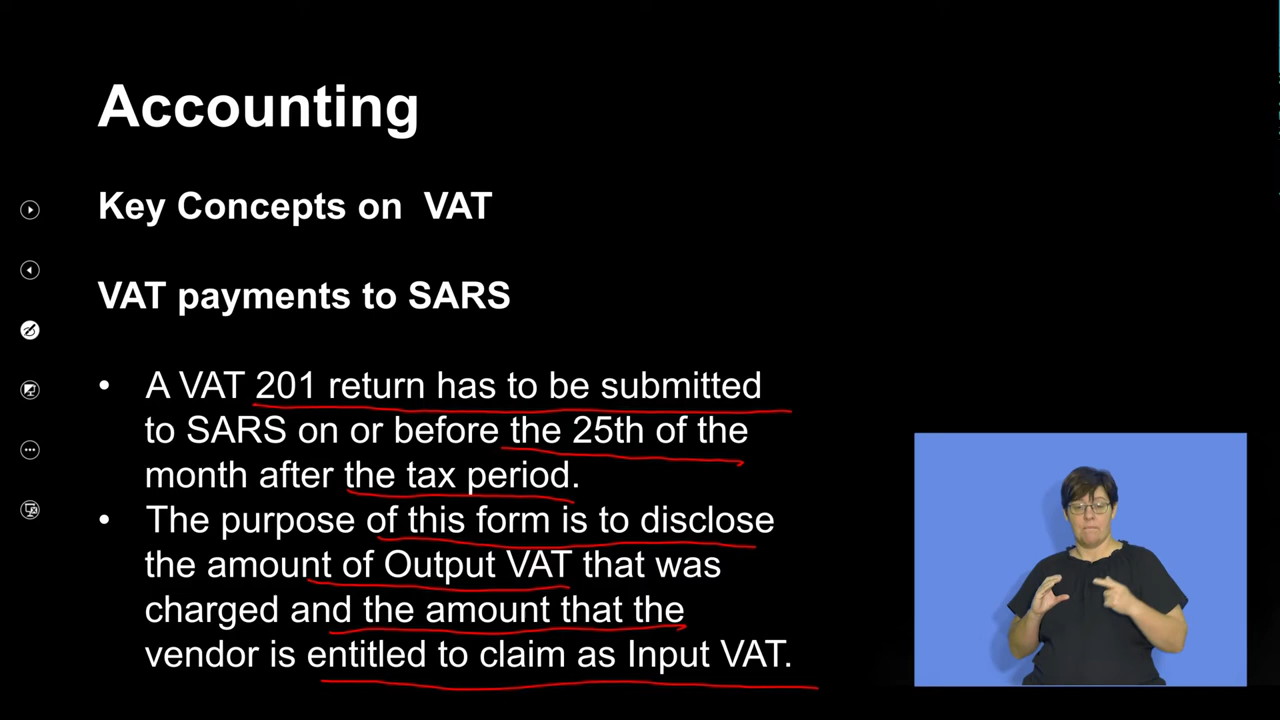 Accounting
Key Concepts on  VAT
VAT payments to SARS
• A VAT 201 return has to be submitted
to SARS on or before the 25th of the
month after the tax period.
• The purpose of this form is to disclose
the amount of Output VAT that was
charged and the amount that the
vendor is entitled to claim as Input VAT.